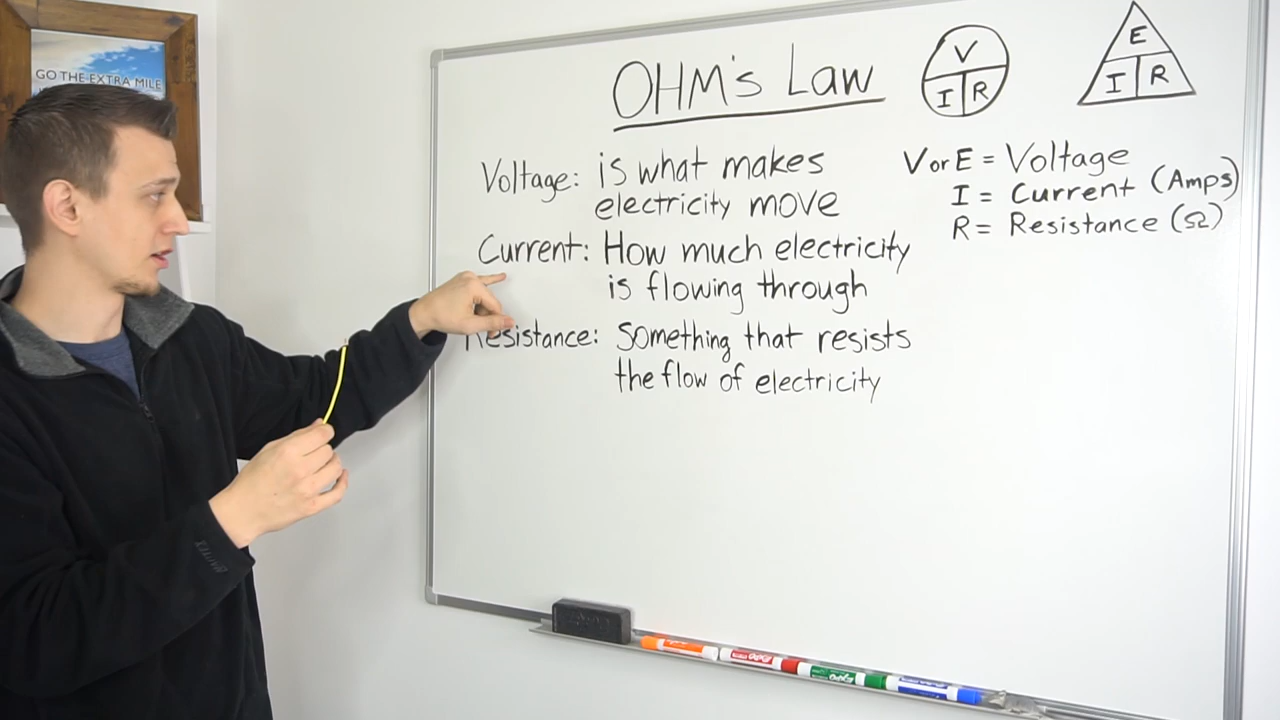 GO THE EXTRA MILE
OHM's Law
V
I R
E
I R
Voltage: is what makes
electricity move
Current: How much electricity
is flowing through
Resistance: Something that resists
the flow of electricity
V or E = Voltage
I = Current (Amps)
R = Resistance (Ω)
EXPO